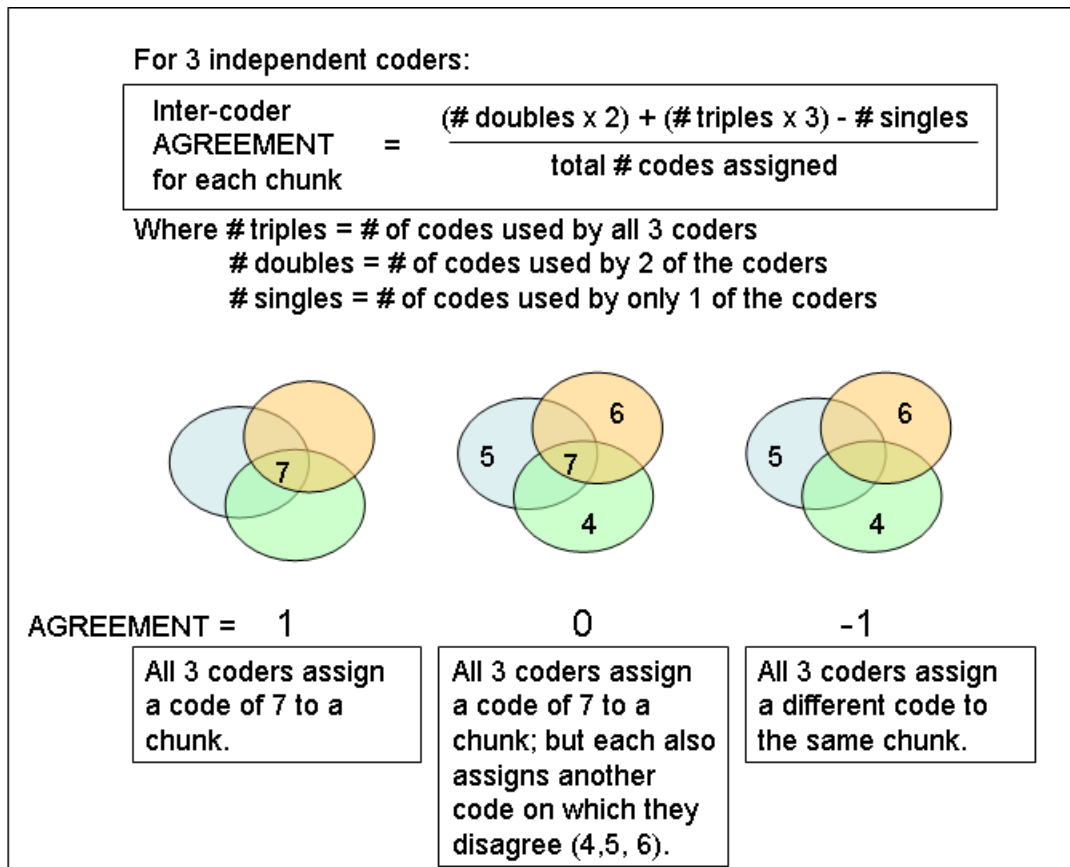 For 3 independent coders:
Inter-coder
AGREEMENT
for each chunk
=
(# doubles x 2) + (# triples x 3) - # singles
total # codes assigned
Where # triples = # of codes used by all 3 coders
# doubles = # of codes used by 2 of the coders
# singles = # of codes used by only 1 of the coders
7
5
6
7
4
5
6
4
AGREEMENT = 1 0 -1
All 3 coders assign
a code of 7 to a
chunk.
All 3 coders assign
a code of 7 to a
chunk; but each also
assigns another
code on which they
disagree (4,5, 6).
All 3 coders assign
a different code to
the same chunk.